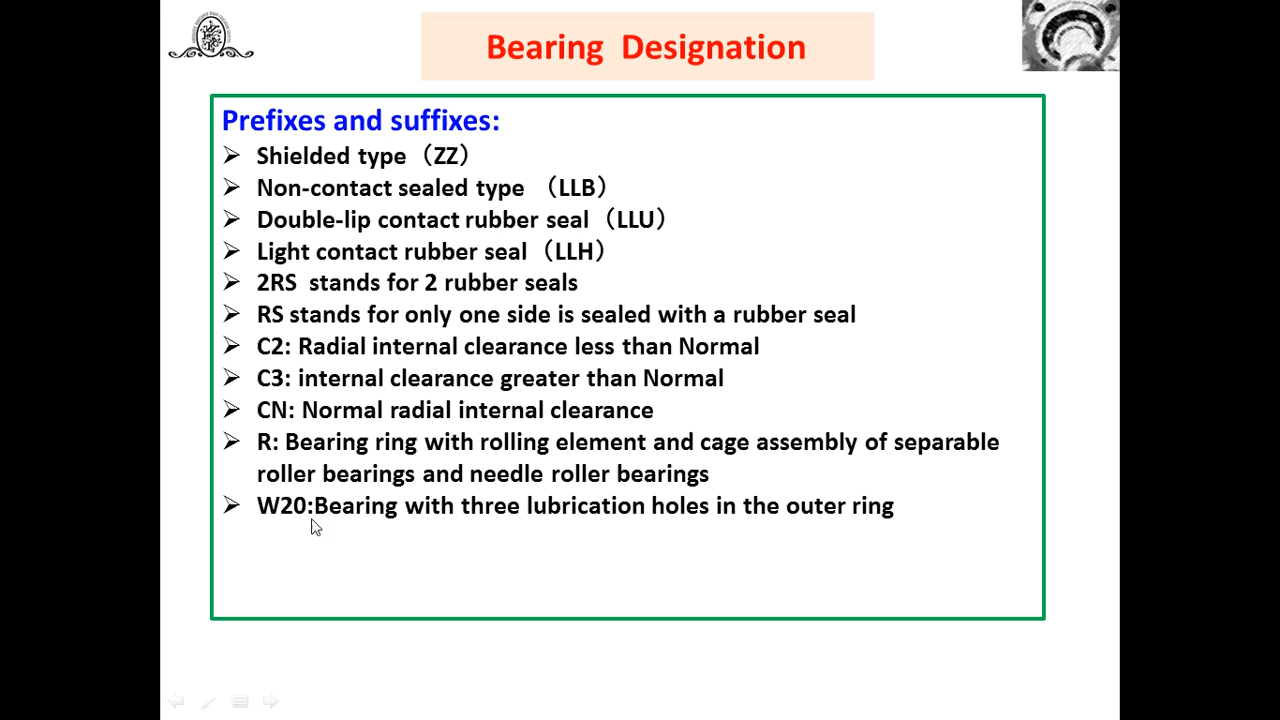 Bearing Designation
Prefixes and suffixes:
➢ Shielded type（ZZ）
➢ Non-contact sealed type （LLB）
➢ Double-lip contact rubber seal（LLU）
➢ Light contact rubber seal（LLH）
➢ 2RS stands for 2 rubber seals
➢ RS stands for only one side is sealed with a rubber seal
➢ C2: Radial internal clearance less than Normal
➢ C3: internal clearance greater than Normal
➢ CN: Normal radial internal clearance
➢ R: Bearing ring with rolling element and cage assembly of separable
roller bearings and needle roller bearings
➢ W20:Bearing with three lubrication holes in the outer ring